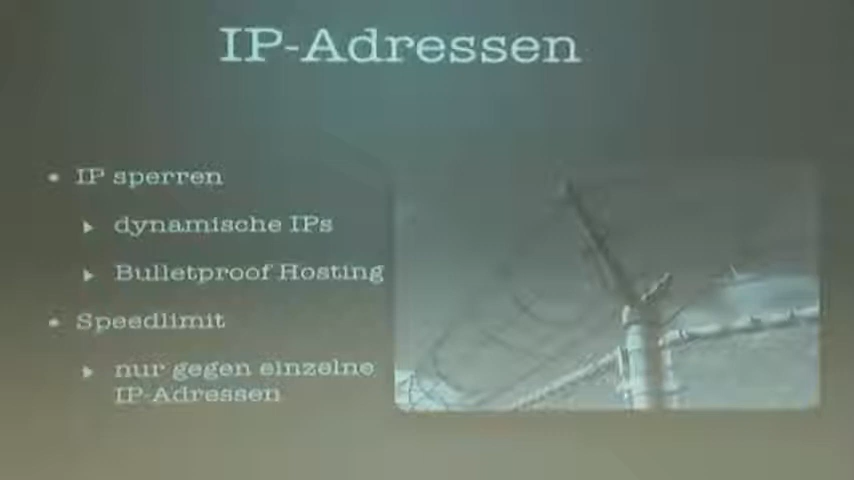 IP-Adressen
IP sperren
dynamische IPs
Bulletproof Hosting
Speedlimit
nur gegen einzelne
IP-Adressen